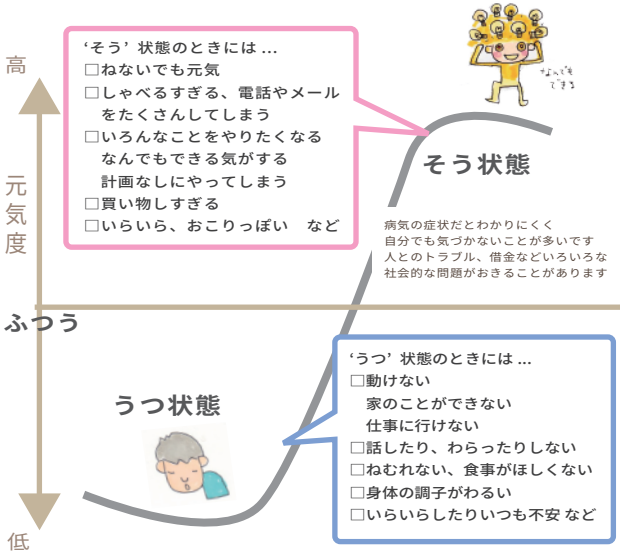 高
元気度
ふつう
低
‘そう’ 状態のときには ...
□ねないでも元気
□しゃべるすぎる、電話やメール
をたくさんしてしまう
□いろんなことをやりたくなる
なんでもできる気がする
計画なしにやってしまう
□買い物しすぎる
□いらいら、おこりっぽい　など
なんでも
できる
そう状態
病気の症状だとわかりにくく
自分でも気づかないことが多いです
人とのトラブル、借金などいろいろな
社会的な問題がおきることがあります
うつ状態
‘うつ’ 状態のときには ...
□動けない
家のことができない
仕事に行けない
□話したり、わらったりしない
□ねむれない、食事がほしくない
□身体の調子がわるい
□いらいらしたりいつも不安 など